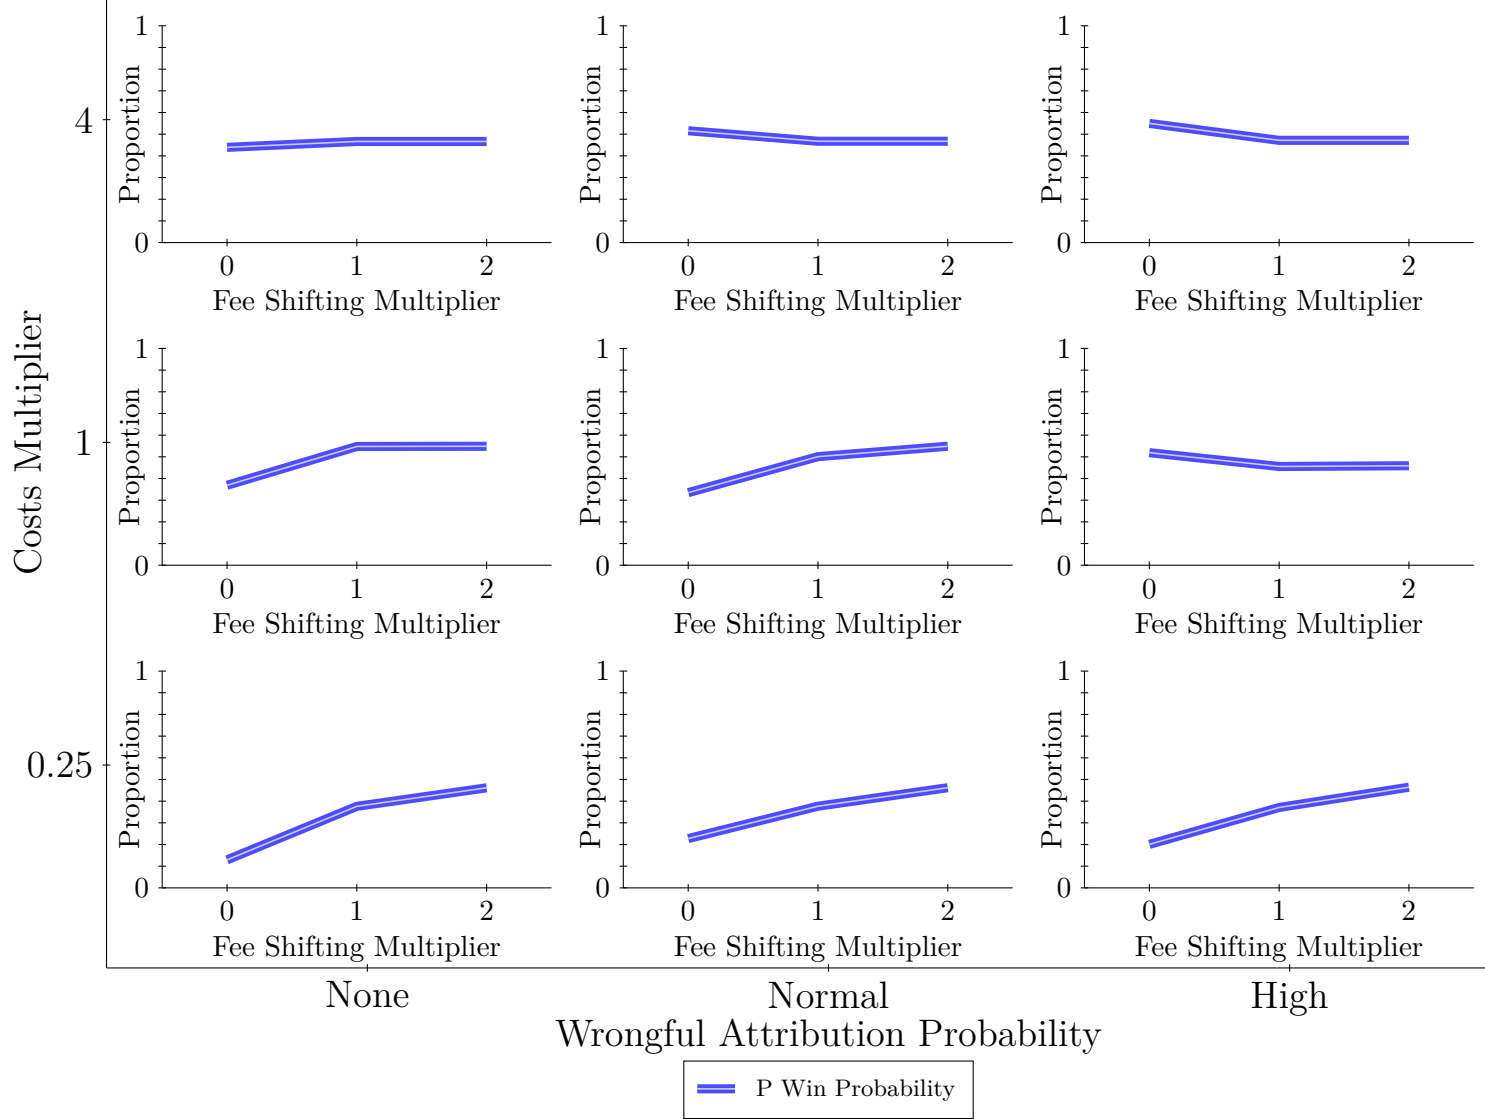 Costs Multiplier
4
1
Proportion
0
0 1 2
Fee Shifting Multiplier
1
Proportion
0
0 1 2
Fee Shifting Multiplier
1
Proportion
0
0 1 2
Fee Shifting Multiplier
1
1
Proportion
0
0 1 2
Fee Shifting Multiplier
1
Proportion
0
0 1 2
Fee Shifting Multiplier
1
Proportion
0
0 1 2
Fee Shifting Multiplier
0.25
1
Proportion
0
0 1 2
Fee Shifting Multiplier
1
Proportion
0
0 1 2
Fee Shifting Multiplier
1
Proportion
0
0 1 2
Fee Shifting Multiplier
None Normal High
Wrongful Attribution Probability
P Win Probability